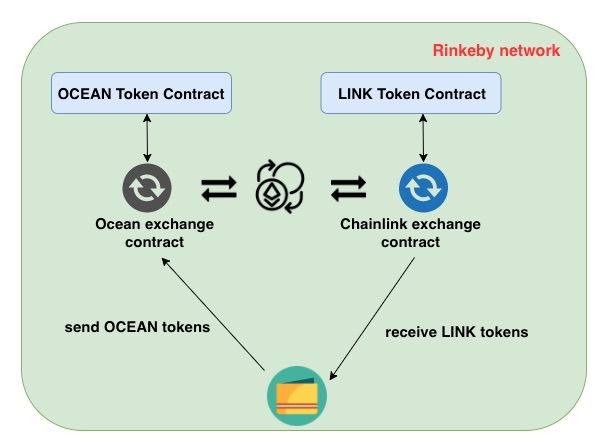 Rinkeby network
OCEAN Token Contract
LINK Token Contract
Ocean exchange
contract
Chainlink exchange
contract
send OCEAN tokens
receive LINK tokens